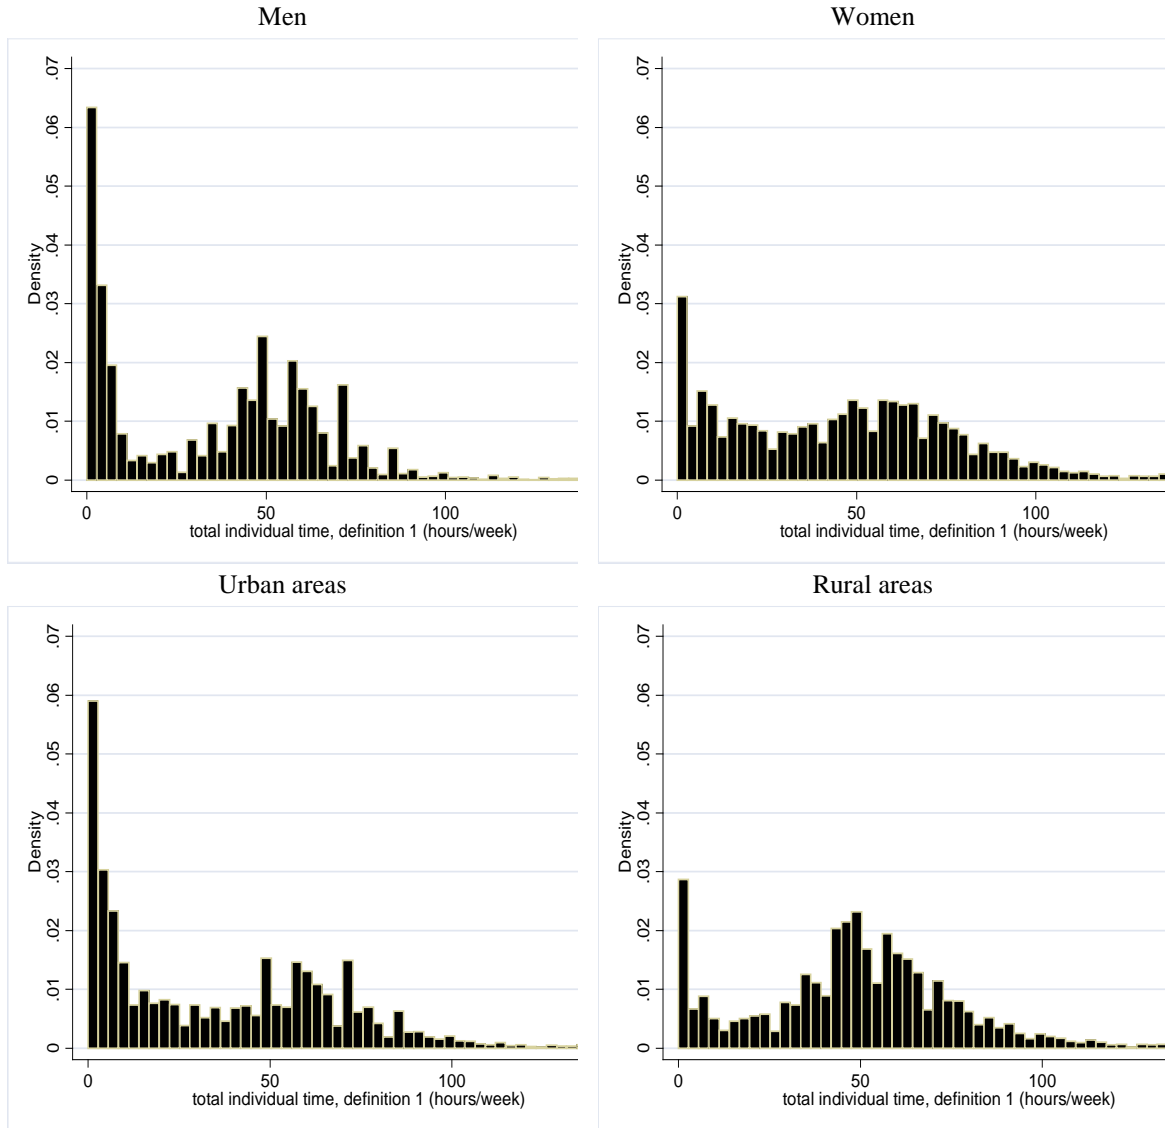 Men
Women
.07
.06
.05
.04
.03
.02
.01
0
Density
0 50 100
total individual time, definition 1 (hours/week)
.07
.06
.05
.04
.03
.02
.01
0
Density
0 50 100
total individual time, definition 1 (hours/week)
Urban areas
Rural areas
.07
.06
.05
.04
.03
.02
.01
0
Density
0 50 100
total individual time, definition 1 (hours/week)
.07
.06
.05
.04
.03
.02
.01
0
Density
0 50 100
total individual time, definition 1 (hours/week)